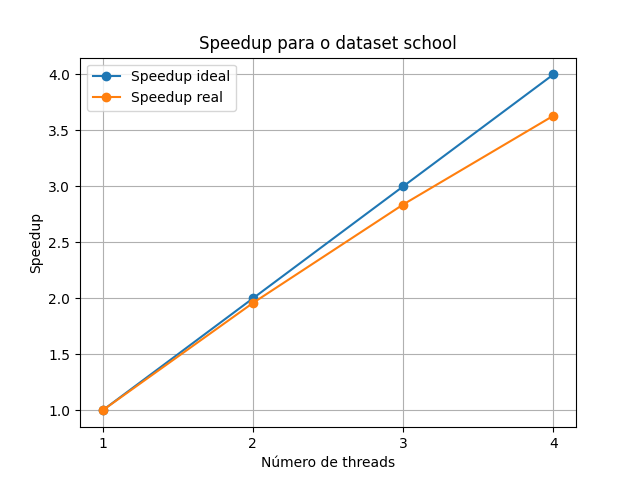 Speedup para o dataset school
Speedup ideal
Speedup real
4.0
3.5
3.0
2.5
2.0
1.5
1.0
Speedup
1
2
3
4
Número de threads